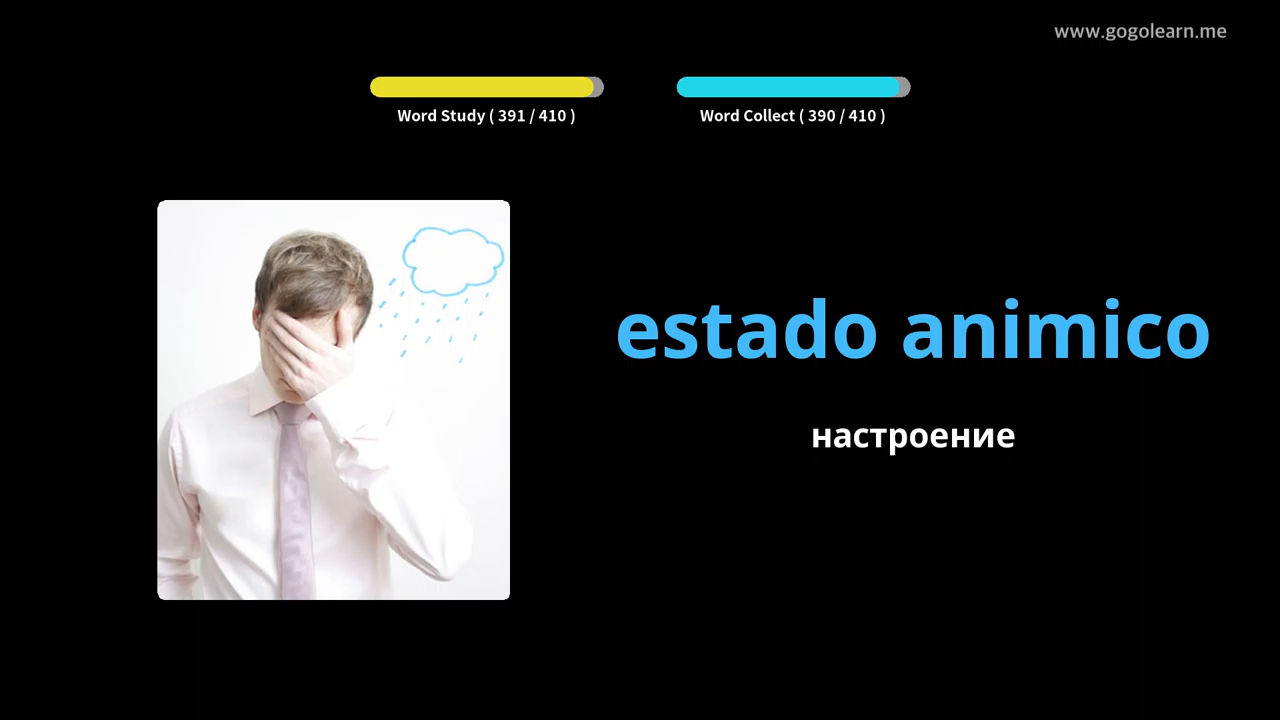 www.gogolearn.me
Word Study ( 391 / 410 )
Word Collect ( 390 / 410 )
estado animico
настроение